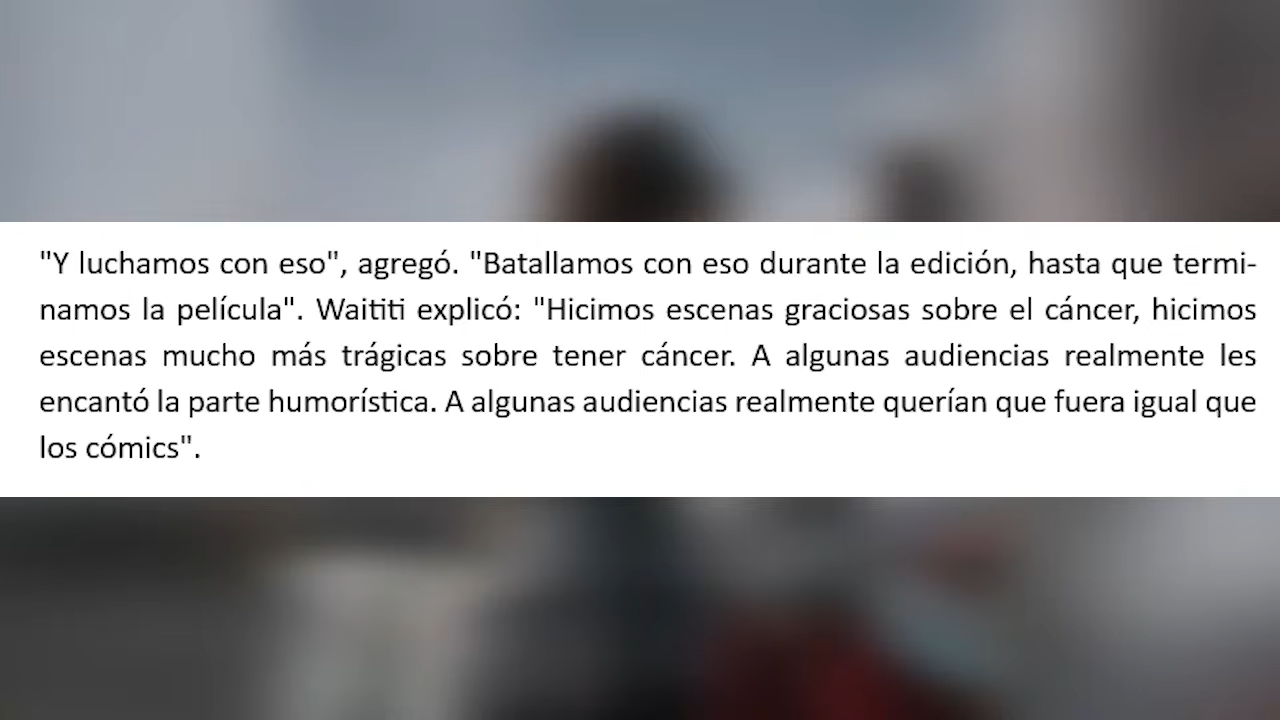 "Y luchamos con eso", agregó. "Batallamos con eso durante la edición, hasta que termi-
namos la película". Waititi explicó: "Hicimos escenas graciosas sobre el cáncer, hicimos
escenas mucho más trágicas sobre tener cáncer. A algunas audiencias realmente les
encantó la parte humorística. A algunas audiencias realmente querían que fuera igual que
los cómics".